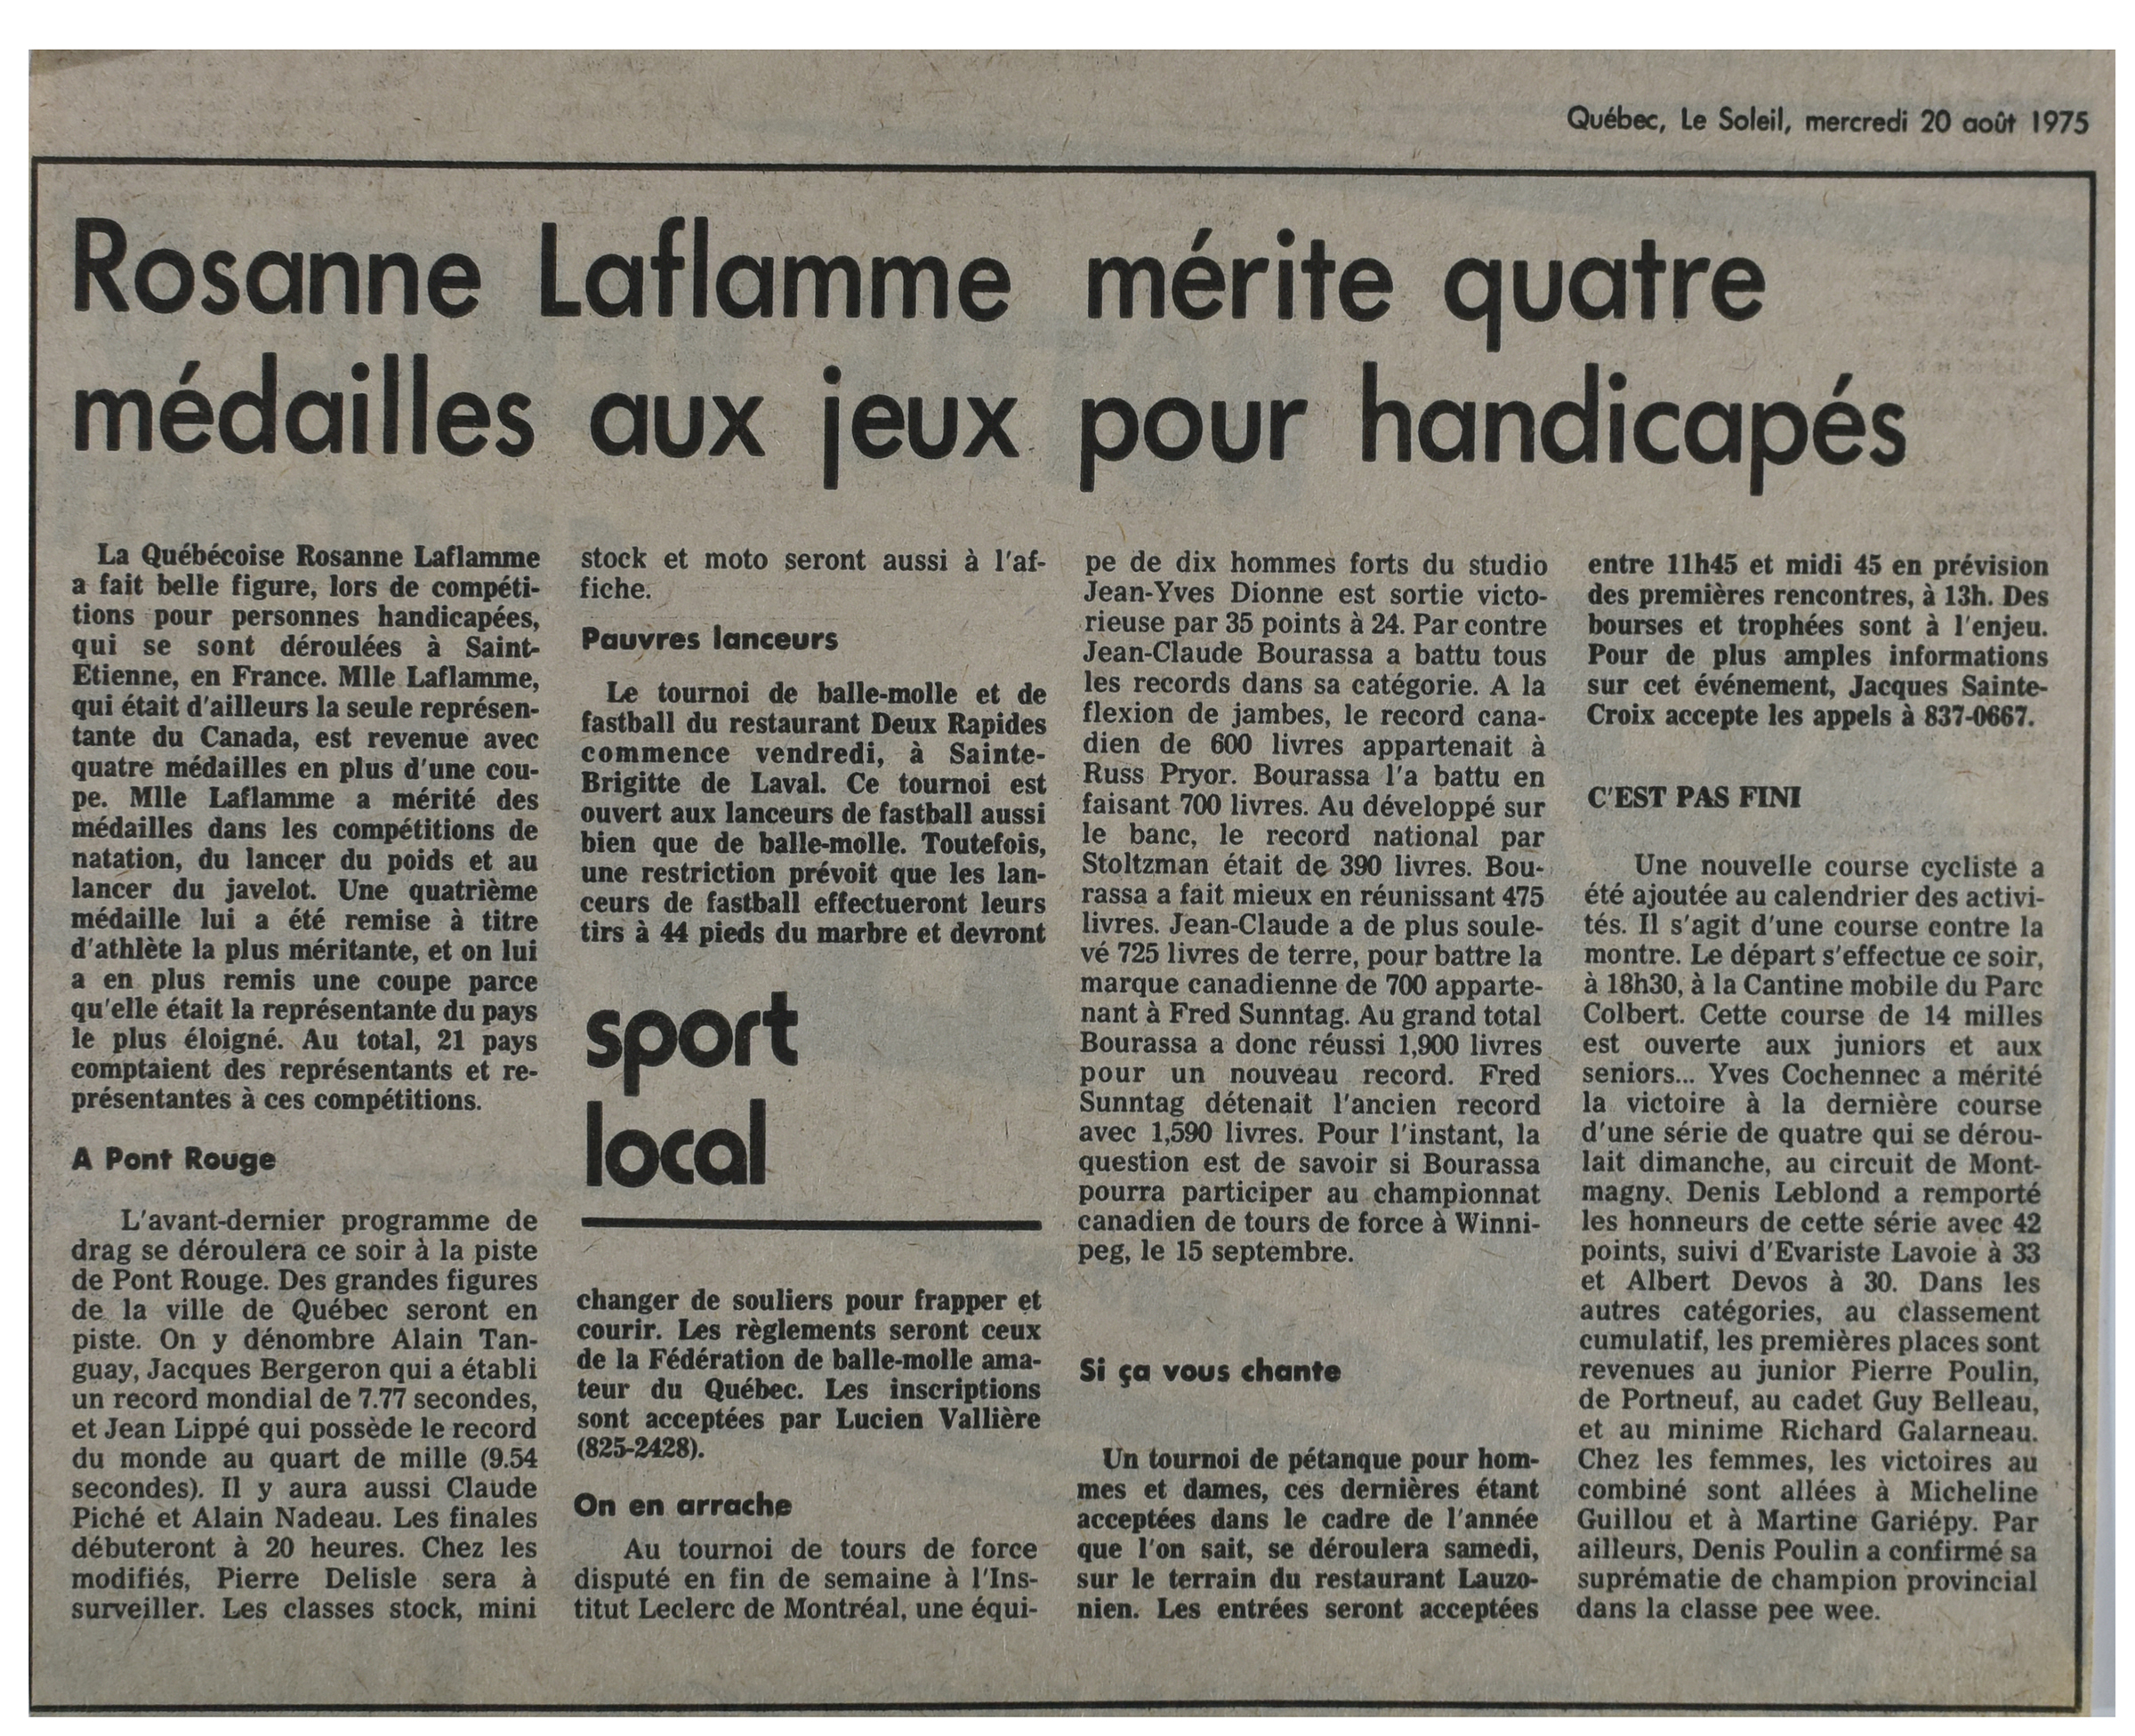 Québec, Le Soleil, mercredi 20 août 1975
Rosanne Laflamme mérite quatre
médailles aux jeux pour handicapés
La Québécoise Rosanne Laflamme
a fait belle figure, lors de compéti-
tions pour personnes handicapées,
qui se sont déroulées à Saint-
Etienne, en France. Mlle Laflamme,
qui était d'ailleurs la seule représen-
tante du Canada, est revenue avec
quatre médailles en plus d'une cou-
pe. Mlle Laflamme a mérité des
médailles dans les compétitions de
natation, du lancer du poids et au
lancer du javelot. Une quatrième
médaille lui a été remise à titre
d'athlète la plus méritante, et on lui
a en plus remis une coupe parce
qu'elle était la représentante du pays
le plus éloigné. Au total, 21 pays
comptaient des représentants et re-
présentantes à ces compétitions.
A Pont Rouge
L'avant-dernier programme de
drag se déroulera ce soir à la piste
de Pont Rouge. Des grandes figures
de la ville de Québec seront en
piste. On y dénombre Alain Tan-
guay, Jacques Bergeron qui a établi
un record mondial de 7.77 secondes,
et Jean Lippé qui possède le record
du monde au quart de mille (9.54
secondes). Il y aura aussi Claude
Piché et Alain Nadeau. Les finales
débuteront à 20 heures. Chez les
modifiés, Pierre Delisle sera à
surveiller. Les classes stock, mini
stock et moto seront aussi à l'af-
fiche.
Pauvres lanceurs
Le tournoi de balle-molle et de
fastball du restaurant Deux Rapides
commence vendredi, à Sainte-
Brigitte de Laval. Ce tournoi est
ouvert aux lanceurs de fastball aussi
bien que de balle-molle. Toutefois,
une restriction prévoit que les lan-
ceurs de fastball effectueront leurs
tirs à 44 pieds du marbre et devront
sport
local
changer de souliers pour frapper et
courir. Les règlements seront ceux
de la Fédération de balle-molle ama-
teur du Québec. Les inscriptions
sont acceptées par Lucien Vallière
(825-2428).
On en arrache
Au tournoi de tours de force
disputé en fin de semaine à l'Ins-
titut Leclerc de Montréal, une équi-
pe de dix hommes forts du studio
Jean-Yves Dionne est sortie victo-
rieuse par 35 points à 24. Par contre
Jean-Claude Bourassa a battu tous
les records dans sa catégorie. A la
flexion de jambes, le record cana-
dien de 600 livres appartenait à
Russ Pryor. Bourassa l'a battu en
faisant 700 livres. Au développé sur
le banc, le record national par
Stoltzman était de 390 livres. Bou-
rassa a fait mieux en réunissant 475
livres. Jean-Claude a de plus soule-
vé 725 livres de terre, pour battre la
marque canadienne de 700 apparte-
nant à Fred Sunntag. Au grand total
Bourassa a donc réussi 1,900 livres
pour un nouveau record. Fred
Sunntag détenait l'ancien record
avec 1,590 livres. Pour l'instant, la
question est de savoir si Bourassa
pourra participer au championnat
canadien de tours de force à Winni-
peg, le 15 septembre.
Si ça vous chante
Un tournoi de pétanque pour hom-
mes et dames, ces dernières étant
acceptées dans le cadre de l'année
que l'on sait, se déroulera samedi,
sur le terrain du restaurant Lauzo-
nien. Les entrées seront acceptées
entre 11h45 et midi 45 en prévision
des premières rencontres, à 13h. Des
bourses et trophées sont à l'enjeu.
Pour de plus amples informations
sur cet événement, Jacques Sainte-
Croix accepte les appels à 837-0667.
C'EST PAS FINI
Une nouvelle course cycliste a
été ajoutée au calendrier des activi-
tés. Il s'agit d'une course contre la
montre. Le départ s'effectue ce soir,
à 18h30, à la Cantine mobile du Parc
Colbert. Cette course de 14 milles
est ouverte aux juniors et aux
seniors... Yves Cochennec a mérité
la victoire à la dernière course
d'une série de quatre qui se dérou-
lait dimanche, au circuit de Mont-
magny. Denis Leblond a remporté
les honneurs de cette série avec 42
points, suivi d'Evariste Lavoie à 33
et Albert Devos à 30. Dans les
autres catégories, au classement
cumulatif, les premières places sont
revenues au junior Pierre Poulin,
de Portneuf, au cadet Guy Belleau,
et au minime Richard Galarneau.
Chez les femmes, les victoires au
combiné sont allées à Micheline
Guillou et à Martine Gariépy. Par
ailleurs, Denis Poulin a confirmé sa
suprématie de champion provincial
dans la classe pee wee.